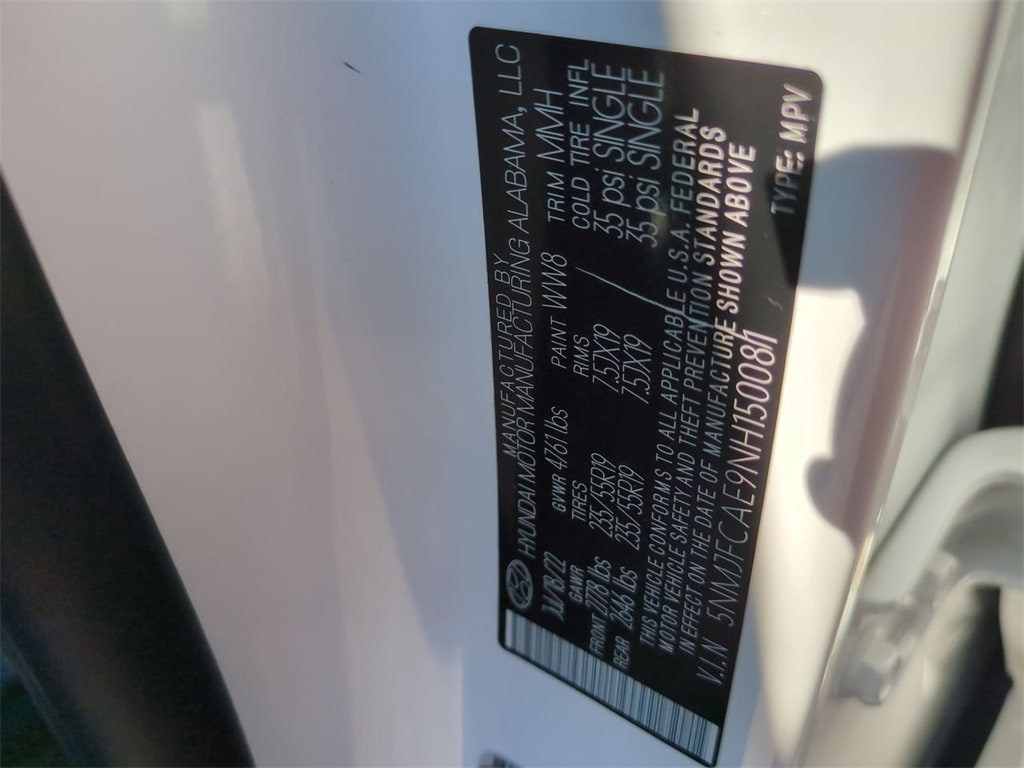 MANUFACTURED BY
HYUNDAI MOTOR MANUFACTURING ALABAMA, LLC
GVWR 4761 lbs PAINT WW8 TRIM MMH
GAWR TIRES RIMS COLD TIRE INFL
FRONT 2778 lbs 235/55R19 7.5JX19 / 35 psi SINGLE
REAR 2646 lbs 235/55R19 7.5JX19 / 35 psi SINGLE
THIS VEHICLE CONFORMS TO ALL APPLICABLE U.S.A. FEDERAL
MOTOR VEHICLE SAFETY AND THEFT PREVENTION STANDARDS
IN EFFECT ON THE DATE OF MANUFACTURE SHOWN ABOVE
V.I.N 5NMJFCAE9NH150081 TYPE: MPV